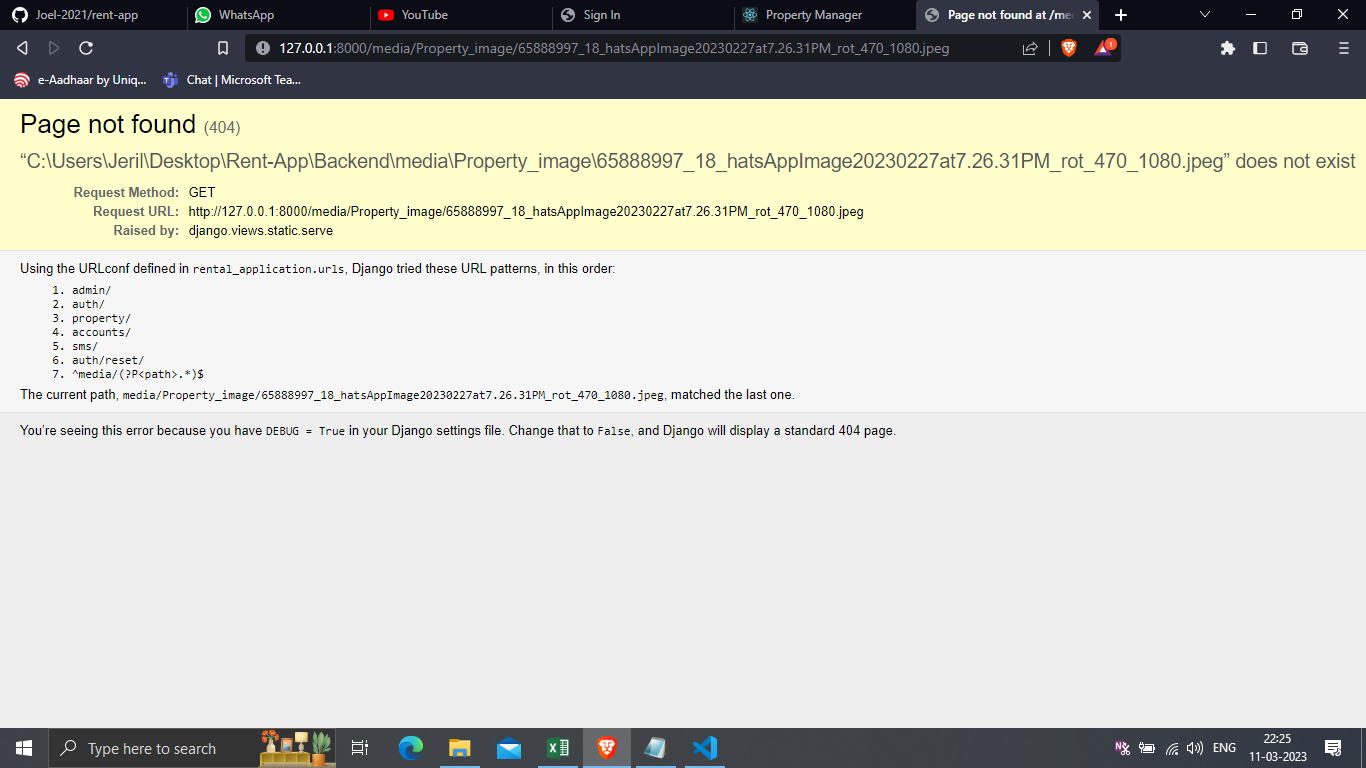 Joel-2021/rent-app
WhatsApp
YouTube
Sign In
Property Manager
Page not found at /me
127.0.0.1:8000/media/Property_image/65888997_18_hatsAppImage20230227at7.26.31PM_rot_470_1080.jpeg
1
e-Aadhaar by Uniq...
Chat | Microsoft Tea...
Page not found (404)
“C:\Users\Jeril\Desktop\Rent-App\Backend\media\Property_image\65888997_18_hatsAppImage20230227at7.26.31PM_rot_470_1080.jpeg” does not exist
Request Method: GET
Request URL: http://127.0.0.1:8000/media/Property_image/65888997_18_hatsAppImage20230227at7.26.31PM_rot_470_1080.jpeg
Raised by: django.views.static.serve
Using the URLconf defined in rental_application.urls, Django tried these URL patterns, in this order:
1. admin/
2. auth/
3. property/
4. accounts/
5. sms/
6. auth/reset/
7. ^media/(?P<path>.*)$
The current path, media/Property_image/65888997_18_hatsAppImage20230227at7.26.31PM_rot_470_1080.jpeg, matched the last one.
You're seeing this error because you have DEBUG = True in your Django settings file. Change that to False, and Django will display a standard 404 page.
Type here to search
ENG
22:25
11-03-2023